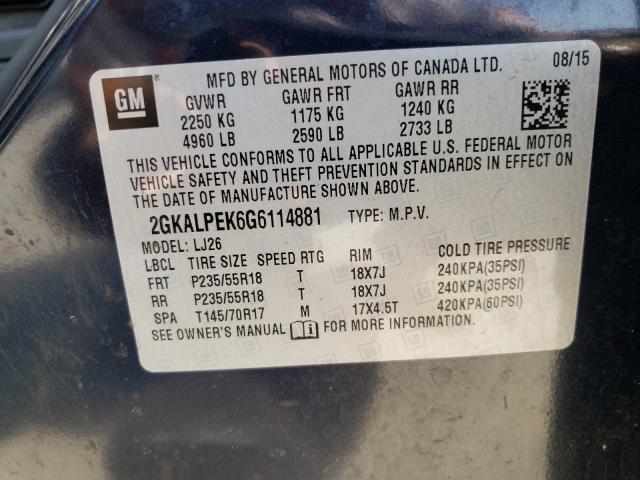 MFD BY GENERAL MOTORS OF CANADA LTD. 08/15
GM ®
GVWR GAWR FRT GAWR RR
2250 KG 1175 KG 1240 KG
4960 LB 2590 LB 2733 LB
THIS VEHICLE CONFORMS TO ALL APPLICABLE U.S. FEDERAL MOTOR
VEHICLE SAFETY AND THEFT PREVENTION STANDARDS IN EFFECT ON
THE DATE OF MANUFACTURE SHOWN ABOVE.
2GKALPEK6G6114881 TYPE: M.P.V.
MODEL: LJ26
LBCL TIRE SIZE SPEED RTG RIM COLD TIRE PRESSURE
FRT P235/55R18 T 18X7J 240KPA(35PSI)
RR P235/55R18 T 18X7J 240KPA(35PSI)
SPA T145/70R17 M 17X4.5T 420KPA(60PSI)
SEE OWNER'S MANUAL FOR MORE INFORMATION.